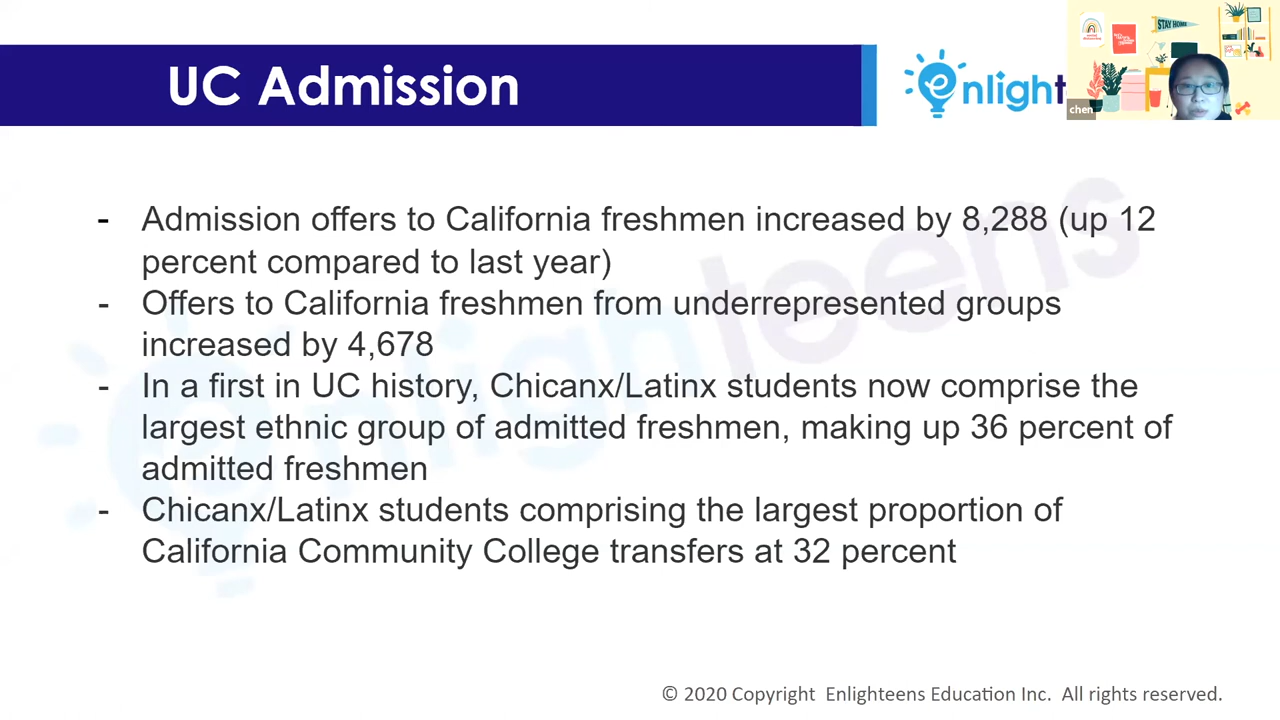 UC Admission
enlight
STAY HOME
chen
- Admission offers to California freshmen increased by 8,288 (up 12
percent compared to last year)
- Offers to California freshmen from underrepresented groups
increased by 4,678
- In a first in UC history, Chicanx/Latinx students now comprise the
largest ethnic group of admitted freshmen, making up 36 percent of
admitted freshmen
- Chicanx/Latinx students comprising the largest proportion of
California Community College transfers at 32 percent
enlighteens
© 2020 Copyright Enlighteens Education Inc. All rights reserved.